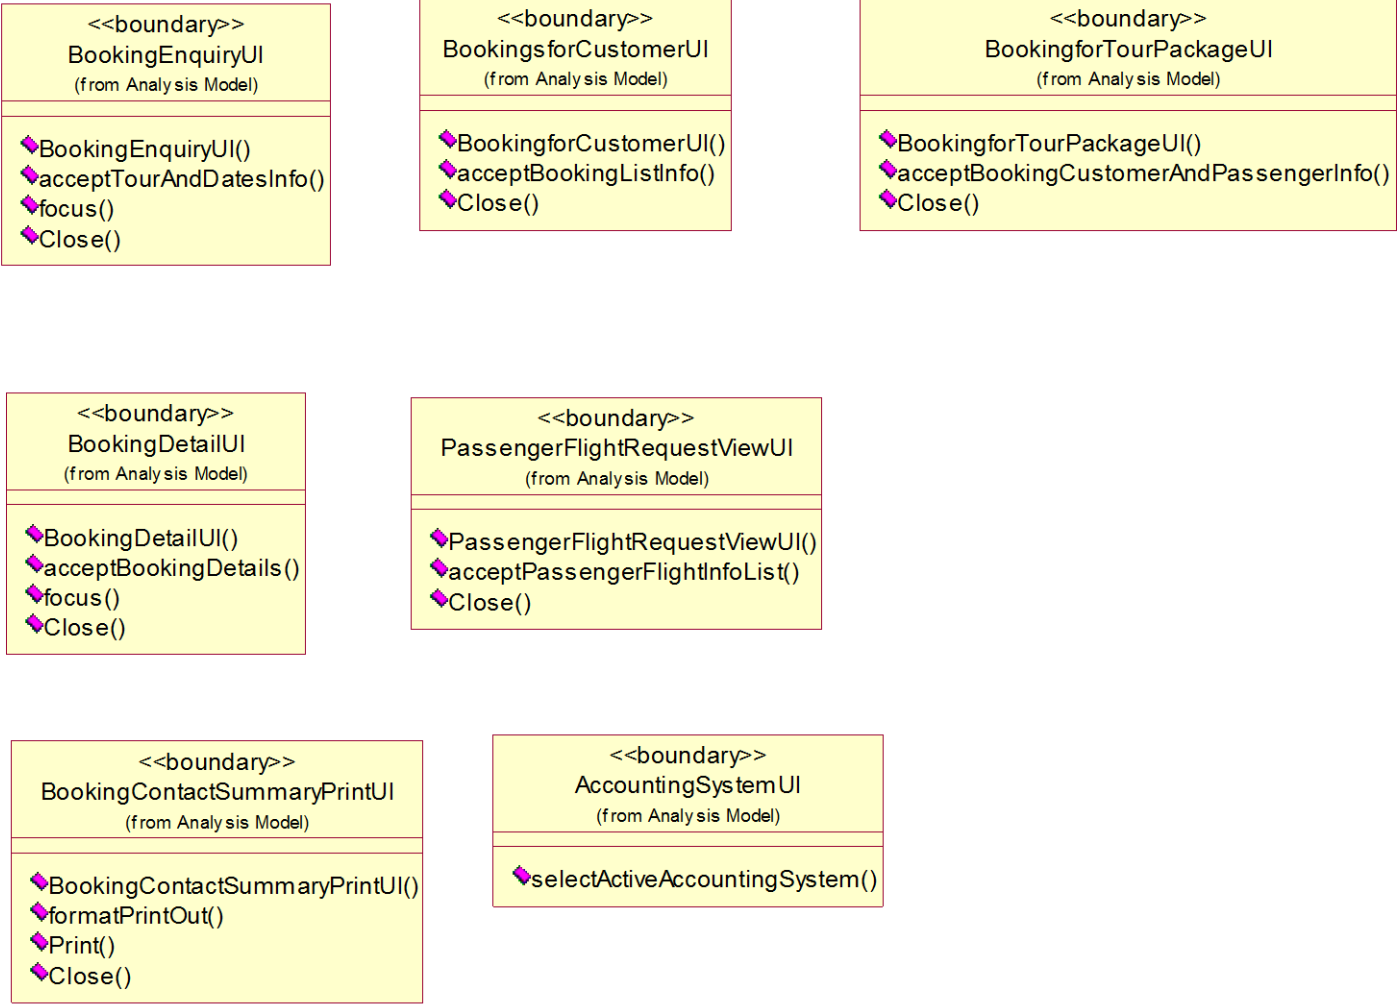 <<boundary>>
BookingEnquiryUI
(from Analysis Model)
BookingEnquiryUI()
acceptTourAndDatesInfo()
focus()
Close()
<<boundary>>
BookingsforCustomerUI
(from Analysis Model)
BookingforCustomerUI()
acceptBookingListInfo()
Close()
<<boundary>>
BookingforTourPackageUI
(from Analysis Model)
BookingforTourPackageUI()
acceptBookingCustomerAndPassengerInfo()
Close()
<<boundary>>
BookingDetailUI
(from Analysis Model)
BookingDetailUI()
acceptBookingDetails()
focus()
Close()
<<boundary>>
PassengerFlightRequestViewUI
(from Analysis Model)
PassengerFlightRequestViewUI()
acceptPassengerFlightInfoList()
Close()
<<boundary>>
BookingContactSummaryPrintUI
(from Analysis Model)
BookingContactSummaryPrintUI()
formatPrintOut()
Print()
Close()
<<boundary>>
AccountingSystemUI
(from Analysis Model)
selectActiveAccountingSystem()